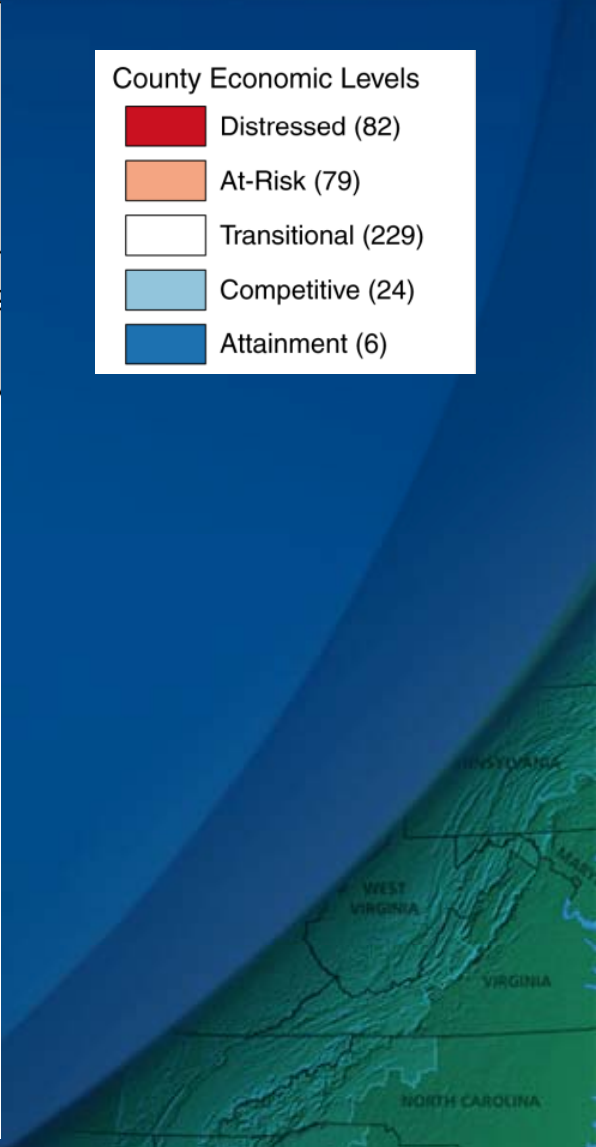 County Economic Levels
Distressed (82)
At-Risk (79)
Transitional (229)
Competitive (24)
Attainment (6)
WEST
VIRGINIA
VIRGINIA
NORTH CAROLINA